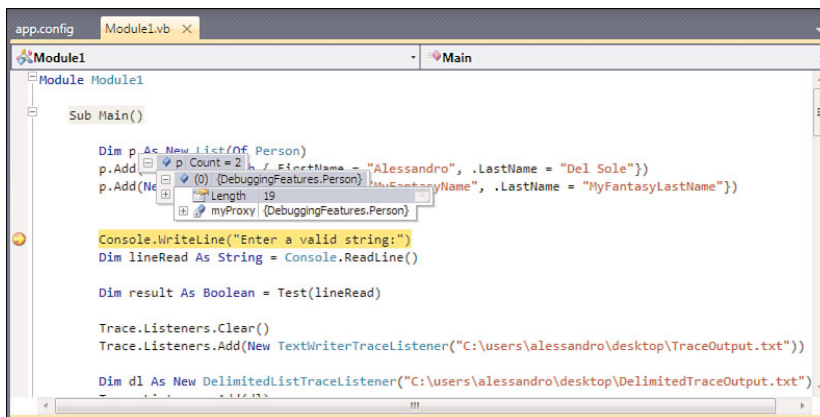 app.config Module1.vb
Module1 Main
Module Module1
Sub Main()
Dim p As New List(Of Person)
p.Add( h { .FirstName = "Alessandro", .LastName = "Del Sole"})
p Count = 2
(0) {DebuggingFeatures.Person}
p.Add(Ne "MyFantasyName", .LastName = "MyFantasyLastName"})
Length 19
myProxy {DebuggingFeatures.Person}
Console.WriteLine("Enter a valid string:")
Dim lineRead As String = Console.ReadLine()
Dim result As Boolean = Test(lineRead)
Trace.Listeners.Clear()
Trace.Listeners.Add(New TextWriterTraceListener("C:\users\alessandro\desktop\TraceOutput.txt"))
Dim dl As New DelimitedListTraceListener("C:\users\alessandro\desktop\DelimitedTraceOutput.txt")